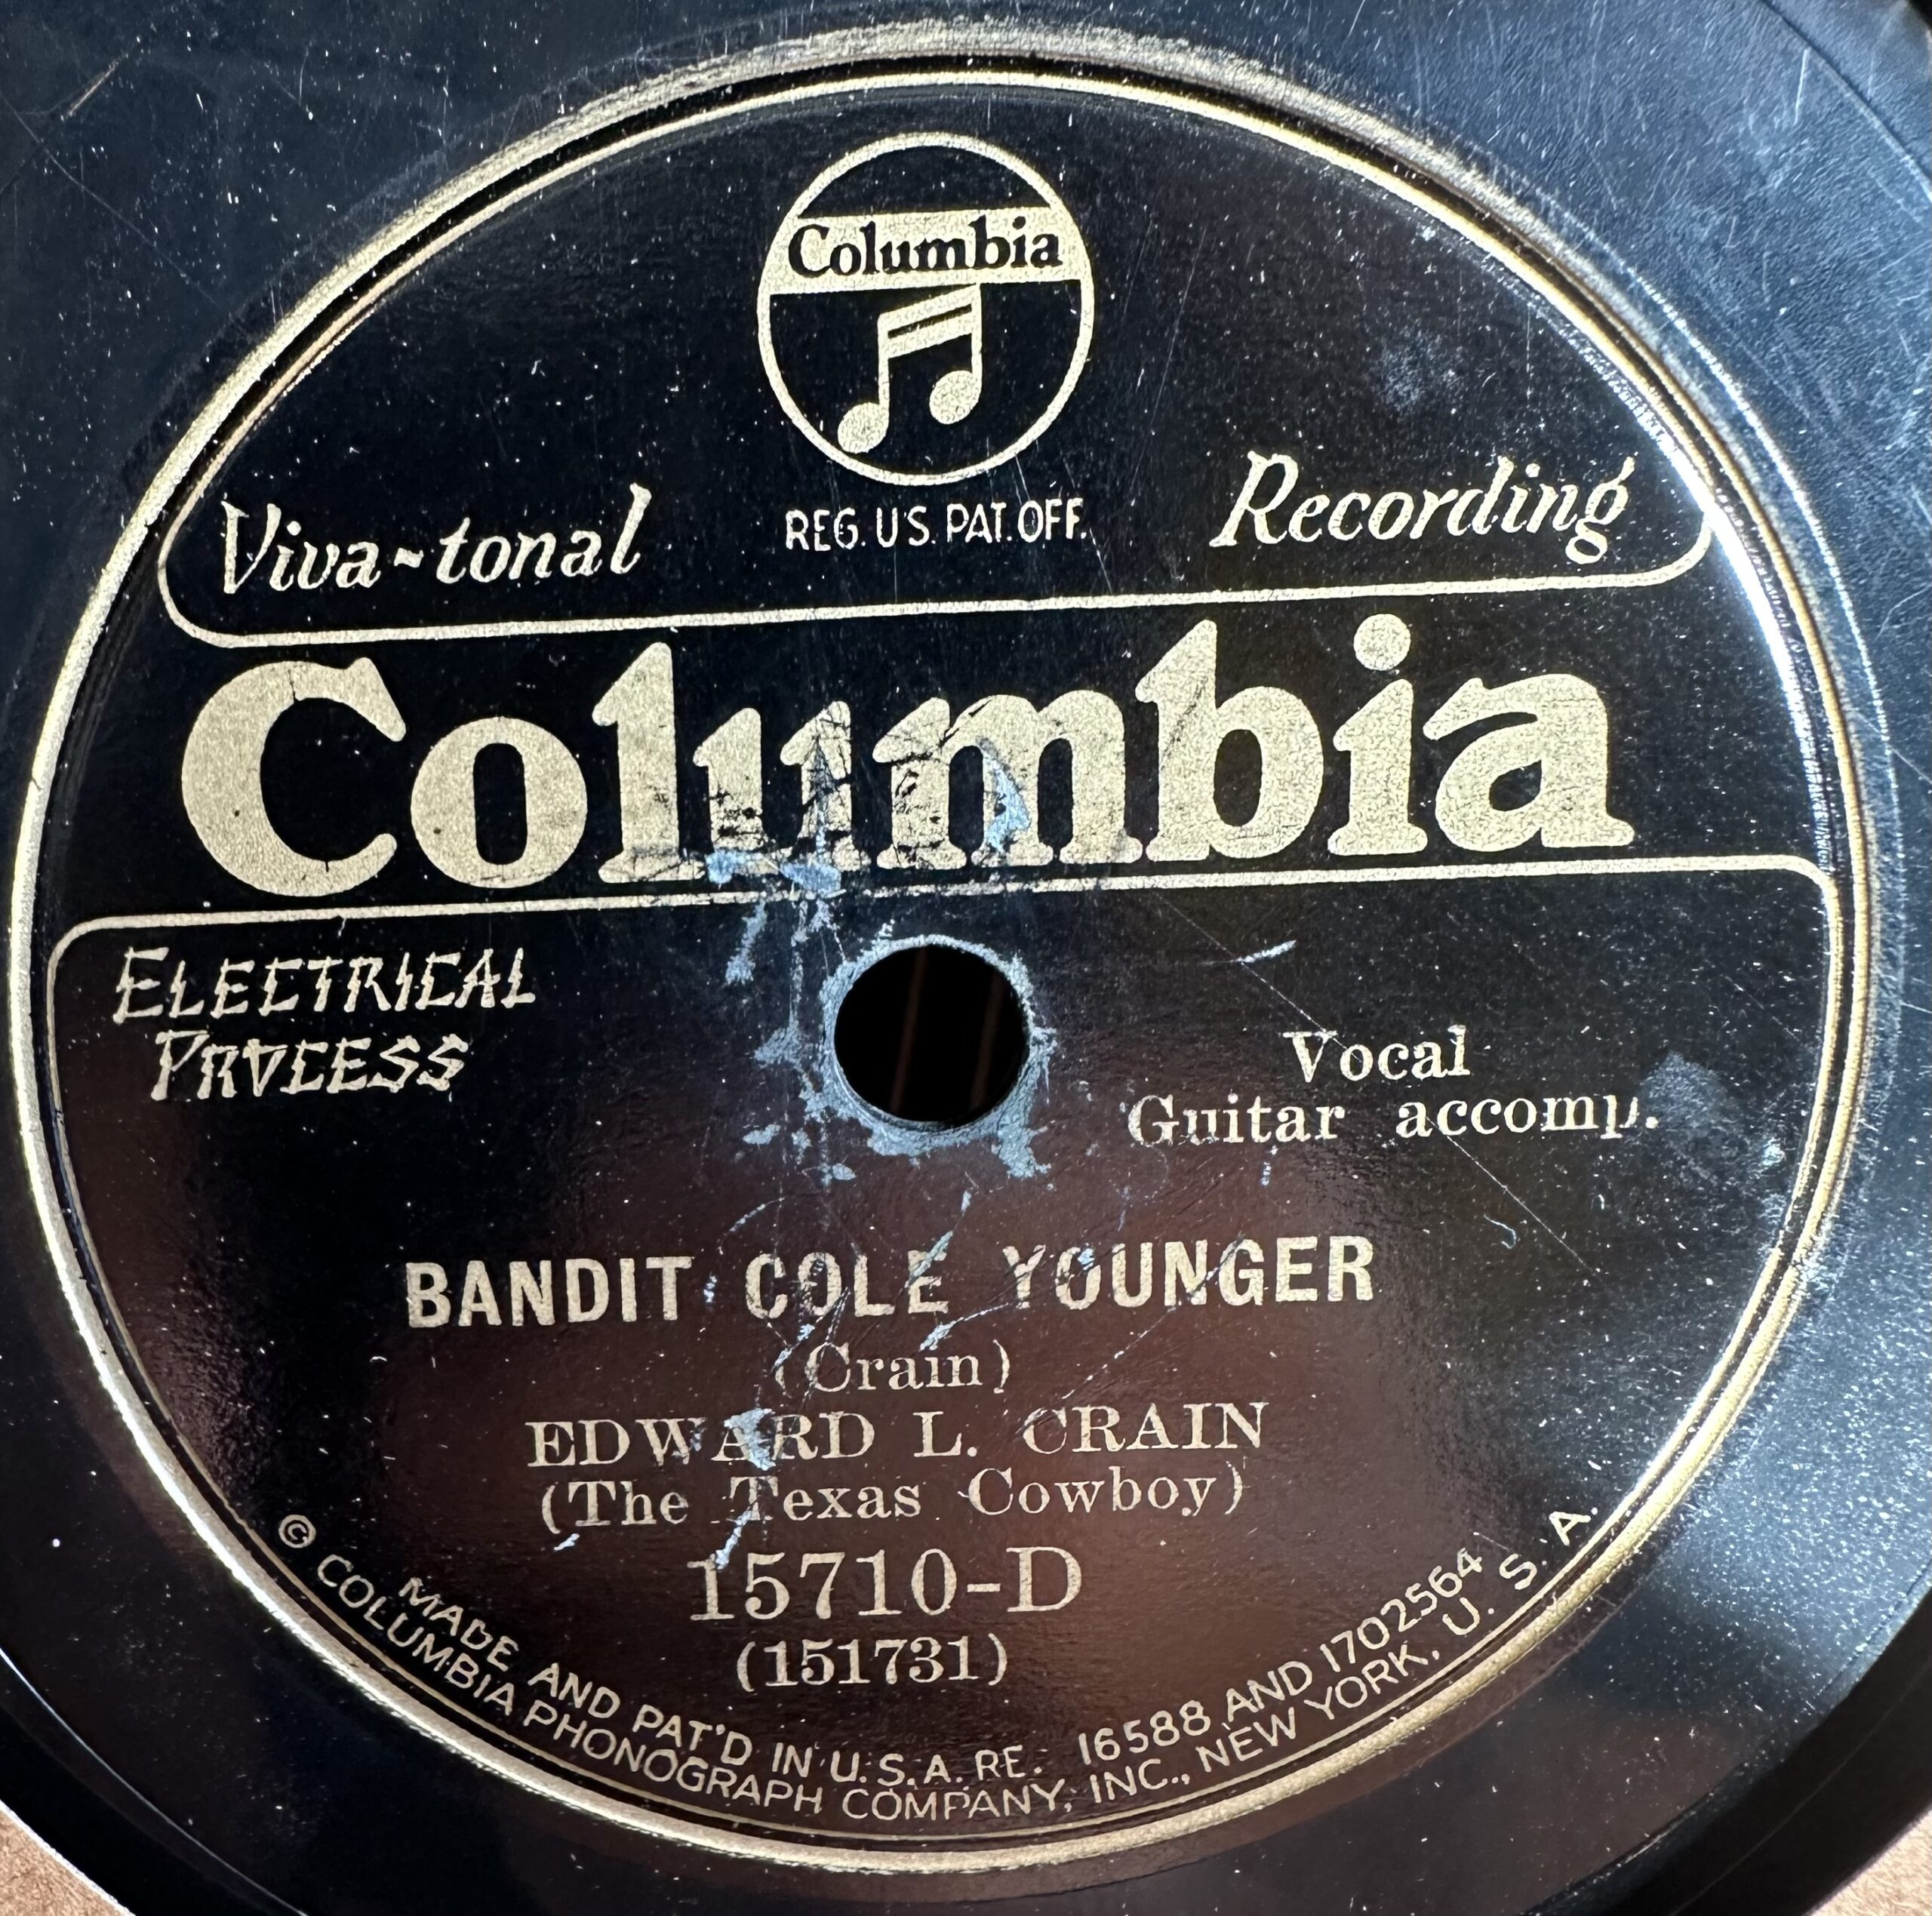 Columbia
REG. U.S. PAT. OFF.
Viva-tonal Recording
Columbia
ELECTRICAL
PROCESS
Vocal
Guitar accomp.
BANDIT COLE YOUNGER
(Crain)
EDWARD L. CRAIN
(The Texas Cowboy)
15710-D
(151731)
MADE AND PAT'D IN U.S.A. RE. 16588 AND 1702564
© COLUMBIA PHONOGRAPH COMPANY, INC., NEW YORK, U. S. A.